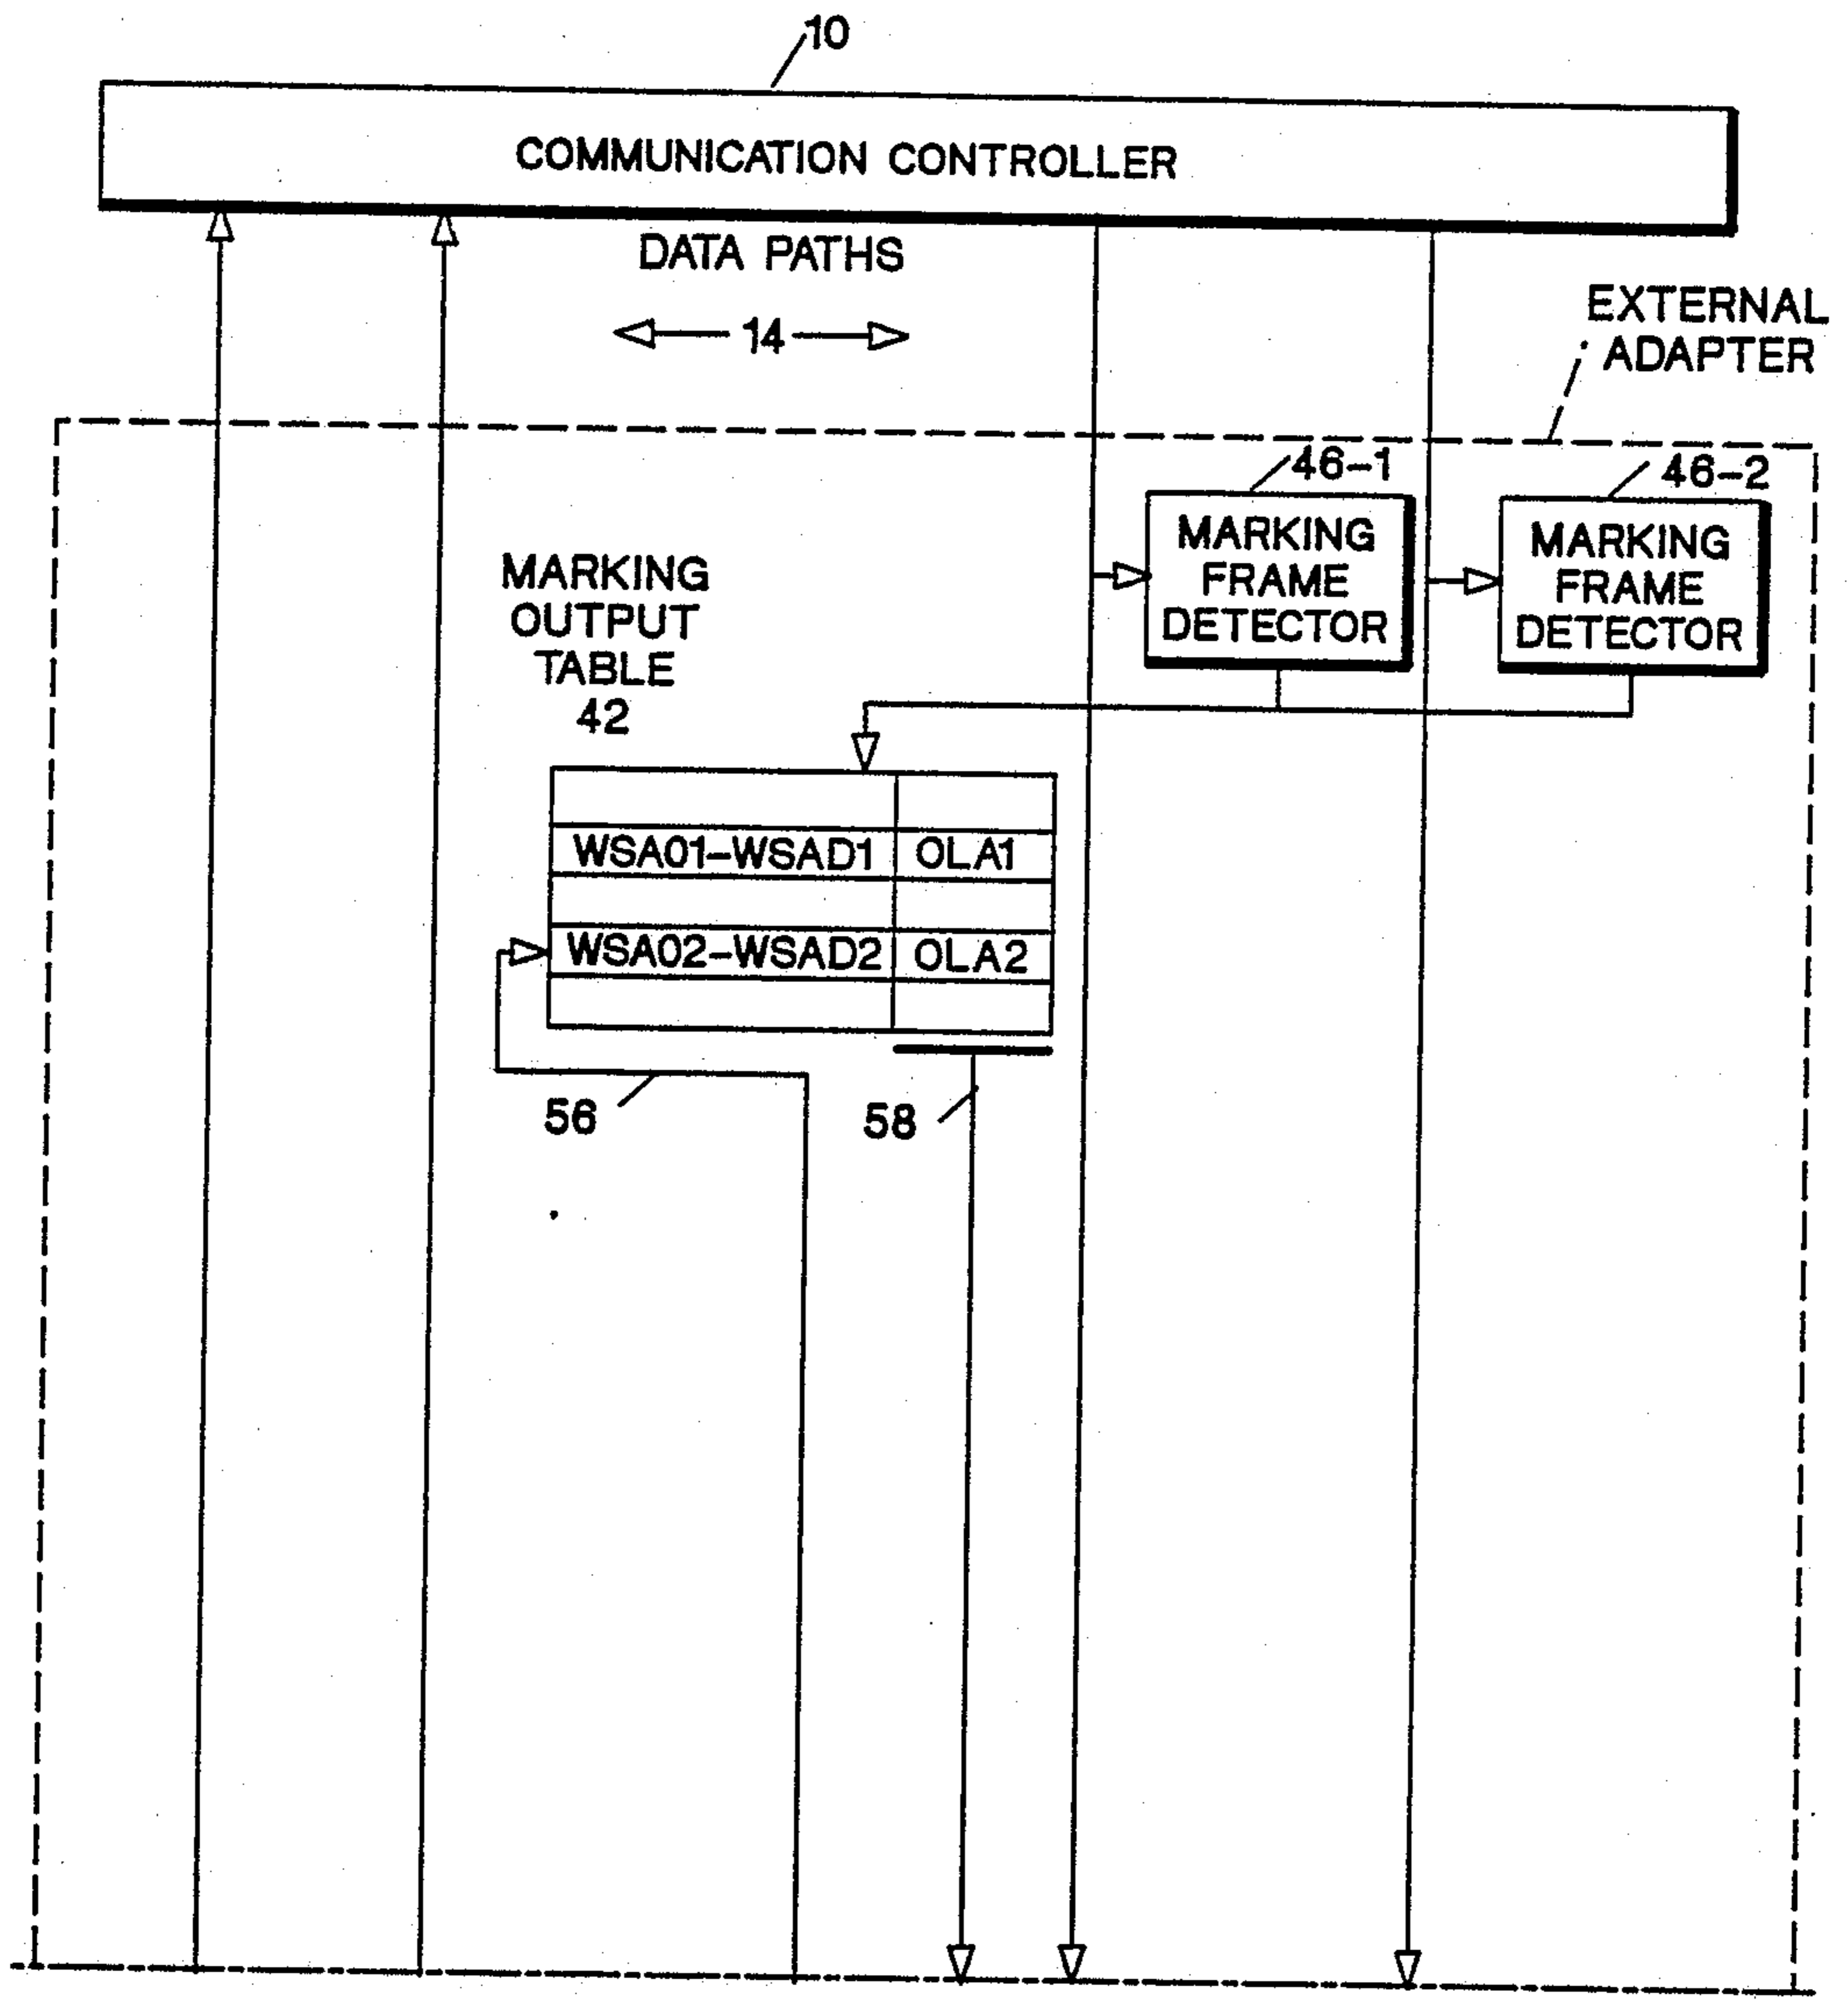 10
COMMUNICATION CONTROLLER
DATA PATHS
14
EXTERNAL
ADAPTER
46-1
46-2
MARKING
FRAME
DETECTOR
MARKING
FRAME
DETECTOR
MARKING
OUTPUT
TABLE
42
WSA01-WSAD1 OLA1
WSA02-WSAD2 OLA2
56
58